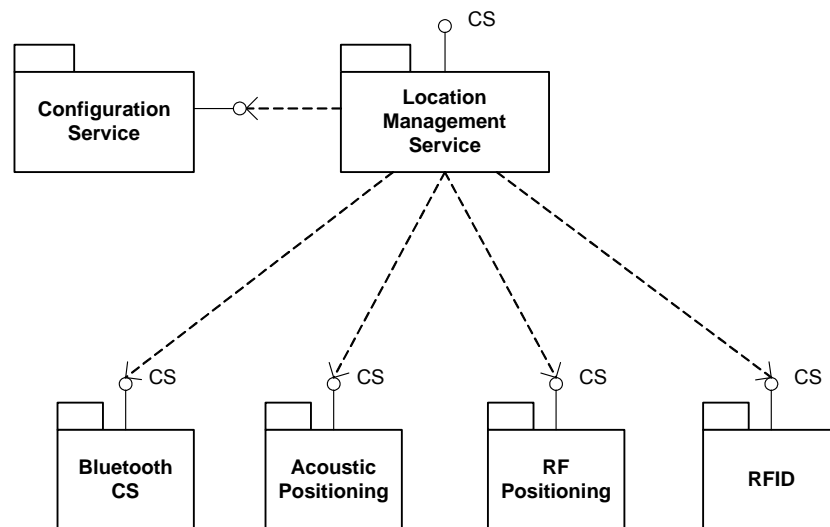 CS
Configuration
Service
Location
Management
Service
CS
CS
CS
CS
Bluetooth
CS
Acoustic
Positioning
RF
Positioning
RFID